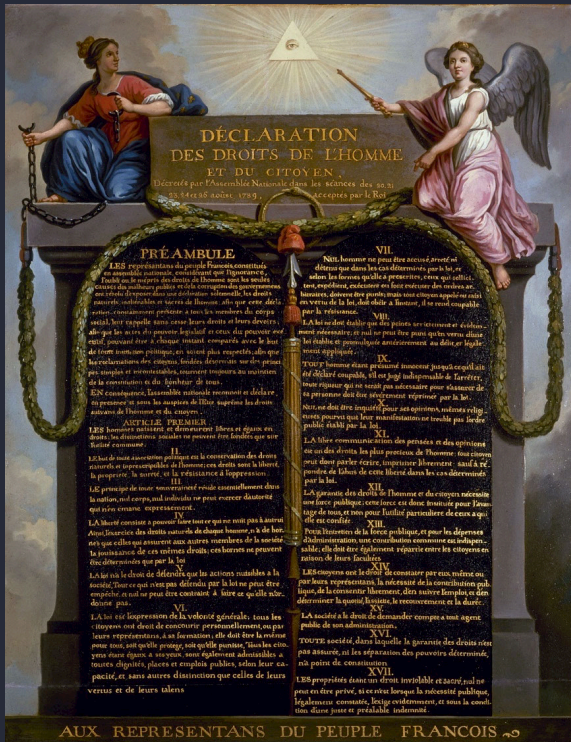 DÉCLARATION
DES DROITS DE L'HOMME
ET DU CITOYEN,
Décrétés par l'Assemblée Nationale dans les séances des 20, 21
23, 24 et 26 août 1789, acceptés par le Roi
PRÉAMBULE
LES représentans du peuple François, constitués
en assemblée nationale, considérant que l'ignorance,
l'oubli ou le mépris des droits de l'homme sont les seules
causes des malheurs publics et de la corruption des gouvernemens
ont résolu d'exposer dans une déclaration solemnelle, les droits
naturels, inaliénables et sacrés de l'homme; afin que cette décla-
ration, constamment présente a tous les membres du corps
social, leur rappelle sans cesse leurs droits et leurs devoirs;
afin que les actes du pouvoir législatif et ceux du pouvoir exé-
cutif, pouvant être a chaque instant comparés avec le but
de toute institution politique, en soient plus respectés; afin que
les réclamations des citoyens, fondées désormais sur des princi-
pes simples et incontestables, tournent toujours au maintien
de la constitution et du bonheur de tous.
EN conséquence, l'assemblée nationale reconnoît et déclare,
en présence et sous les auspices de l'Etre suprême les droits
suivans de l'homme et du citoyen.
ARTICLE PREMIER.
LES hommes naissent et demeurent libres et égaux en
droits; les distinctions sociales ne peuvent être fondées que sur
l'utilité commune.
II.
LE but de toute association politique est la conservation des droits
naturels et imprescriptibles de l'homme; ces droits sont la liberté,
la propriété, la sureté, et la résistance à l'oppression.
III.
LE principe de toute souveraineté réside essentiellement dans
la nation, nul corps, nul individu ne peut exercer d'autorité
qui n'en émane expressément.
IV.
LA liberté consiste a pouvoir faire tout ce qui ne nuit pas à autrui
Ainsi, l'exercice des droits naturels de chaque homme, n'a de bor-
nes que celles qui assurent aux autres membres de la société
la jouissance de ces mêmes droits; ces bornes ne peuvent
être déterminées que par la loi
V.
LA loi n'a le droit de défendre que les actions nuisibles a la
société. Tout ce qui n'est pas défendu par la loi ne peut être
empêché, et nul ne peut être contraint à faire ce qu'elle n'or-
donne pas.
VI.
LA loi est l'expression de la volonté générale; tous les
citoyens ont droit de concourir personnellement, ou par
leurs représentans, à sa formation; elle doit être la même
pour tous, soit qu'elle protege, soit qu'elle punisse. Tous les cito-
yens étant égaux a ses yeux, sont également admissibles a
toutes dignités, places et emplois publics, selon leur ca-
pacité, et sans autres distinction que celles de leurs
vertus et de leurs talens
VII.
NUL homme ne peut être accusé, arreté ni
détenu que dans les cas déterminés par la loi, et
selon les formes qu'elle a prescrites, ceux qui sollici-
tent, expédient, exécutent ou font exécuter des ordres ar-
bitraires, doivent être punis; mais tout citoyen appelé ou saisi
en vertu de la loi, doit obéir a l'instant, il se rend coupable
par la résistance.
VIII.
LA loi ne doit établir que des peines strictement et évidem-
ment nécessaire, et nul ne peut être puni qu'en vertu d'une
loi établie et promulguée antérieurement au délit, et légale-
ment appliquée.
IX.
TOUT homme étant présumé innocent jusqu'a ce qu'il ait
été déclaré coupable, s'il est jugé indispensable de l'arrêter,
toute rigueur qui ne serait pas nécessaire pour s'assurer de
sa personne doit être sévèrement réprimée par la loi.
X.
NUL ne doit être inquiété pour ses opinions, mêmes religi-
euses pourvu que leur manifestation ne trouble pas l'ordre
public établi par la loi.
XI.
LA libre communication des pensées et des opinions
est un des droits les plus précieux de l'homme; tout citoyen
peut donc parler écrire, imprimer librement, sauf à ré-
pondre de l'abus de cette liberté dans les cas déterminés
par la loi.
XII.
LA garantie des droits de l'homme et du citoyen nécessite
une force publique; cette force est donc instituée pour l'avan-
tage de tous, et non pour l'utilité particuliere de ceux a qui
elle est confiée.
XIII.
Pour l'entretien de la force publique, et pour les dépenses
d'administration, une contribution commune est indispen-
sable; elle doit être également répartie entre les citoyens en
raison de leurs facultées.
XIV.
LES citoyens ont le droit de constater par eux même ou
par leurs représentans, la nécessité de la contribution pub-
lique, de la consentir librement, d'en suivre l'emploi, et d'en
déterminer la quotité, l'assiette, le recouvrement et la durée.
XV.
LA société a le droit de demander compte a tout agent
public de son administration.
XVI.
TOUTE société, dans laquelle la garantie des droits n'est
pas assurée, ni les séparation des pouvoirs déterminée,
n'a point de constitution
XVII.
LES propriétés étant un droit inviolable et sacré, nul ne
peut en être privé, si ce n'est lorsque la nécessité publique,
légalement constatée, l'exige evidemment, et sous la condi-
tion d'une juste et préalable indemnité.
AUX REPRESENTANS DU PEUPLE FRANCOIS